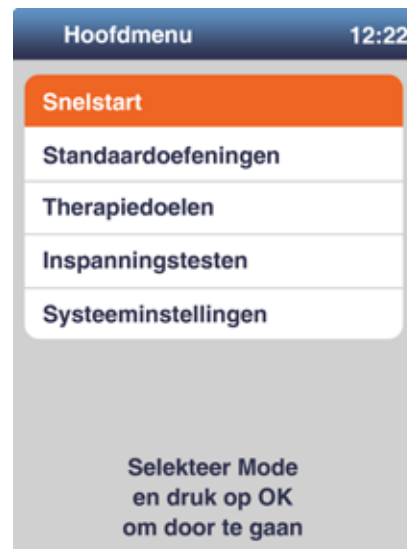 Hoofdmenu 12:22
Snelstart
Standaardoefeningen
Therapiedoelen
Inspanningstesten
Systeeminstellingen
Selekteer Mode
en druk op OK
om door te gaan